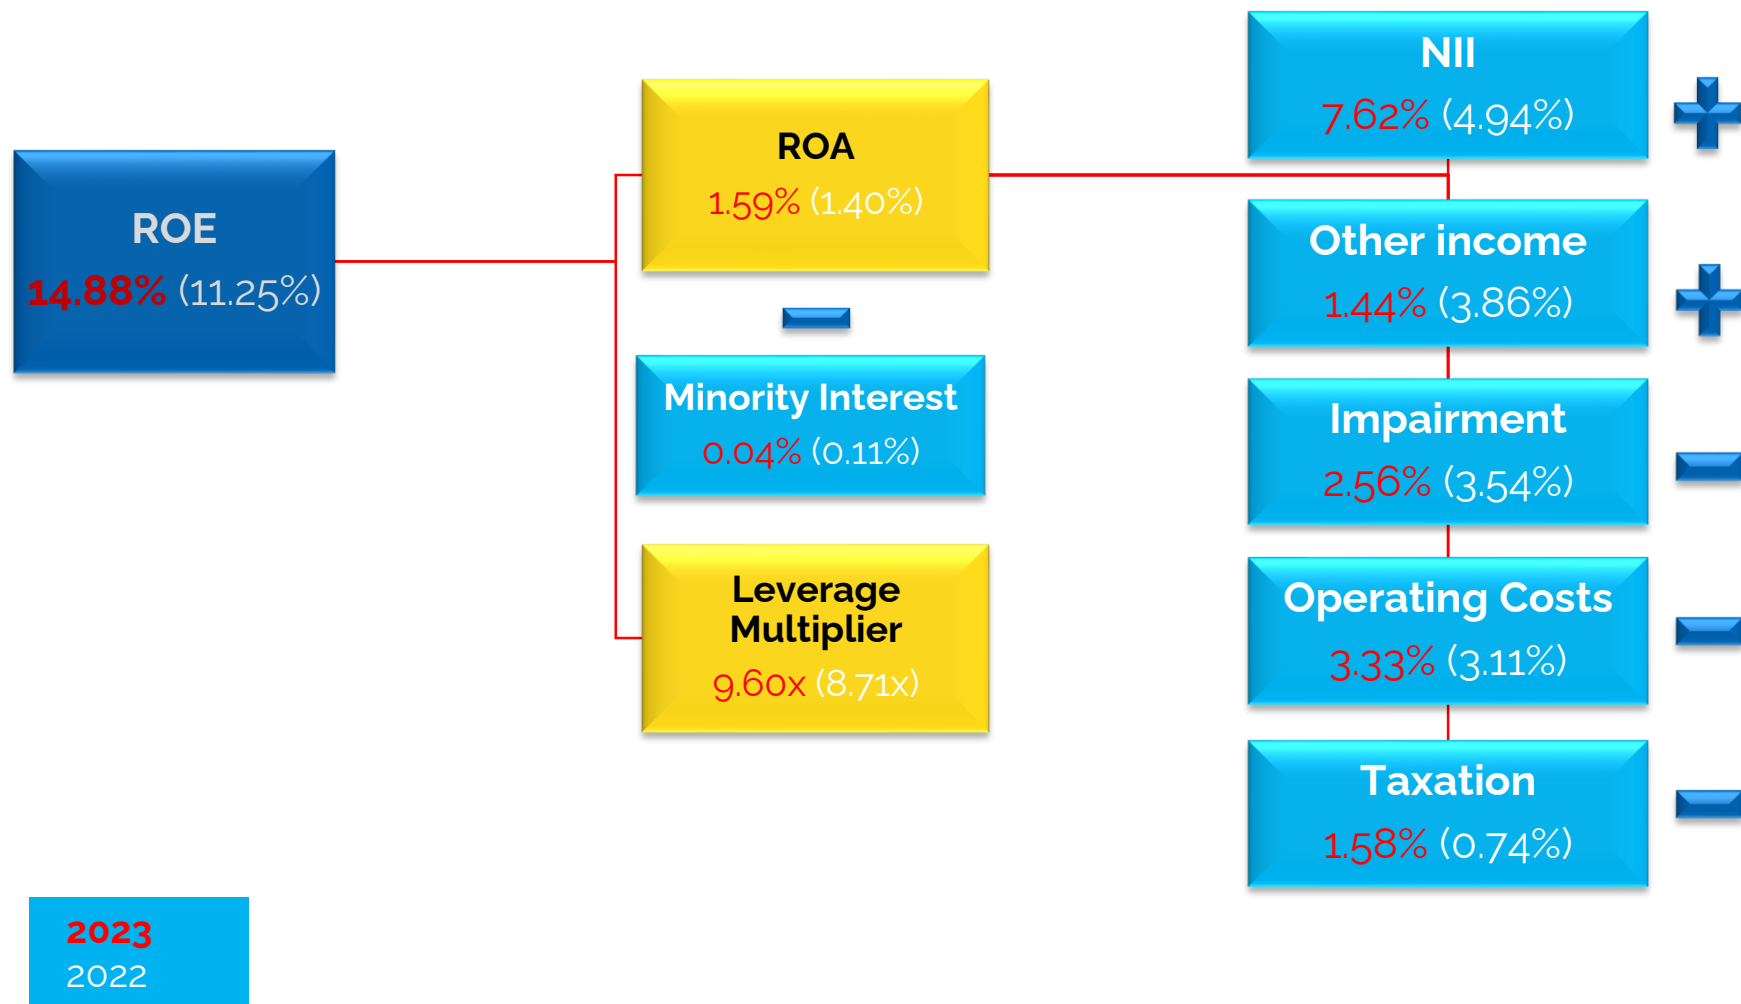 ROE
14.88% (11.25%)
ROA
1.59% (1.40%)
Minority Interest
0.04% (0.11%)
Leverage
Multiplier
9.60x (8.71x)
NII
7.62% (4.94%)
Other income
1.44% (3.86%)
Impairment
2.56% (3.54%)
Operating Costs
3.33% (3.11%)
Taxation
1.58% (0.74%)
2023
2022